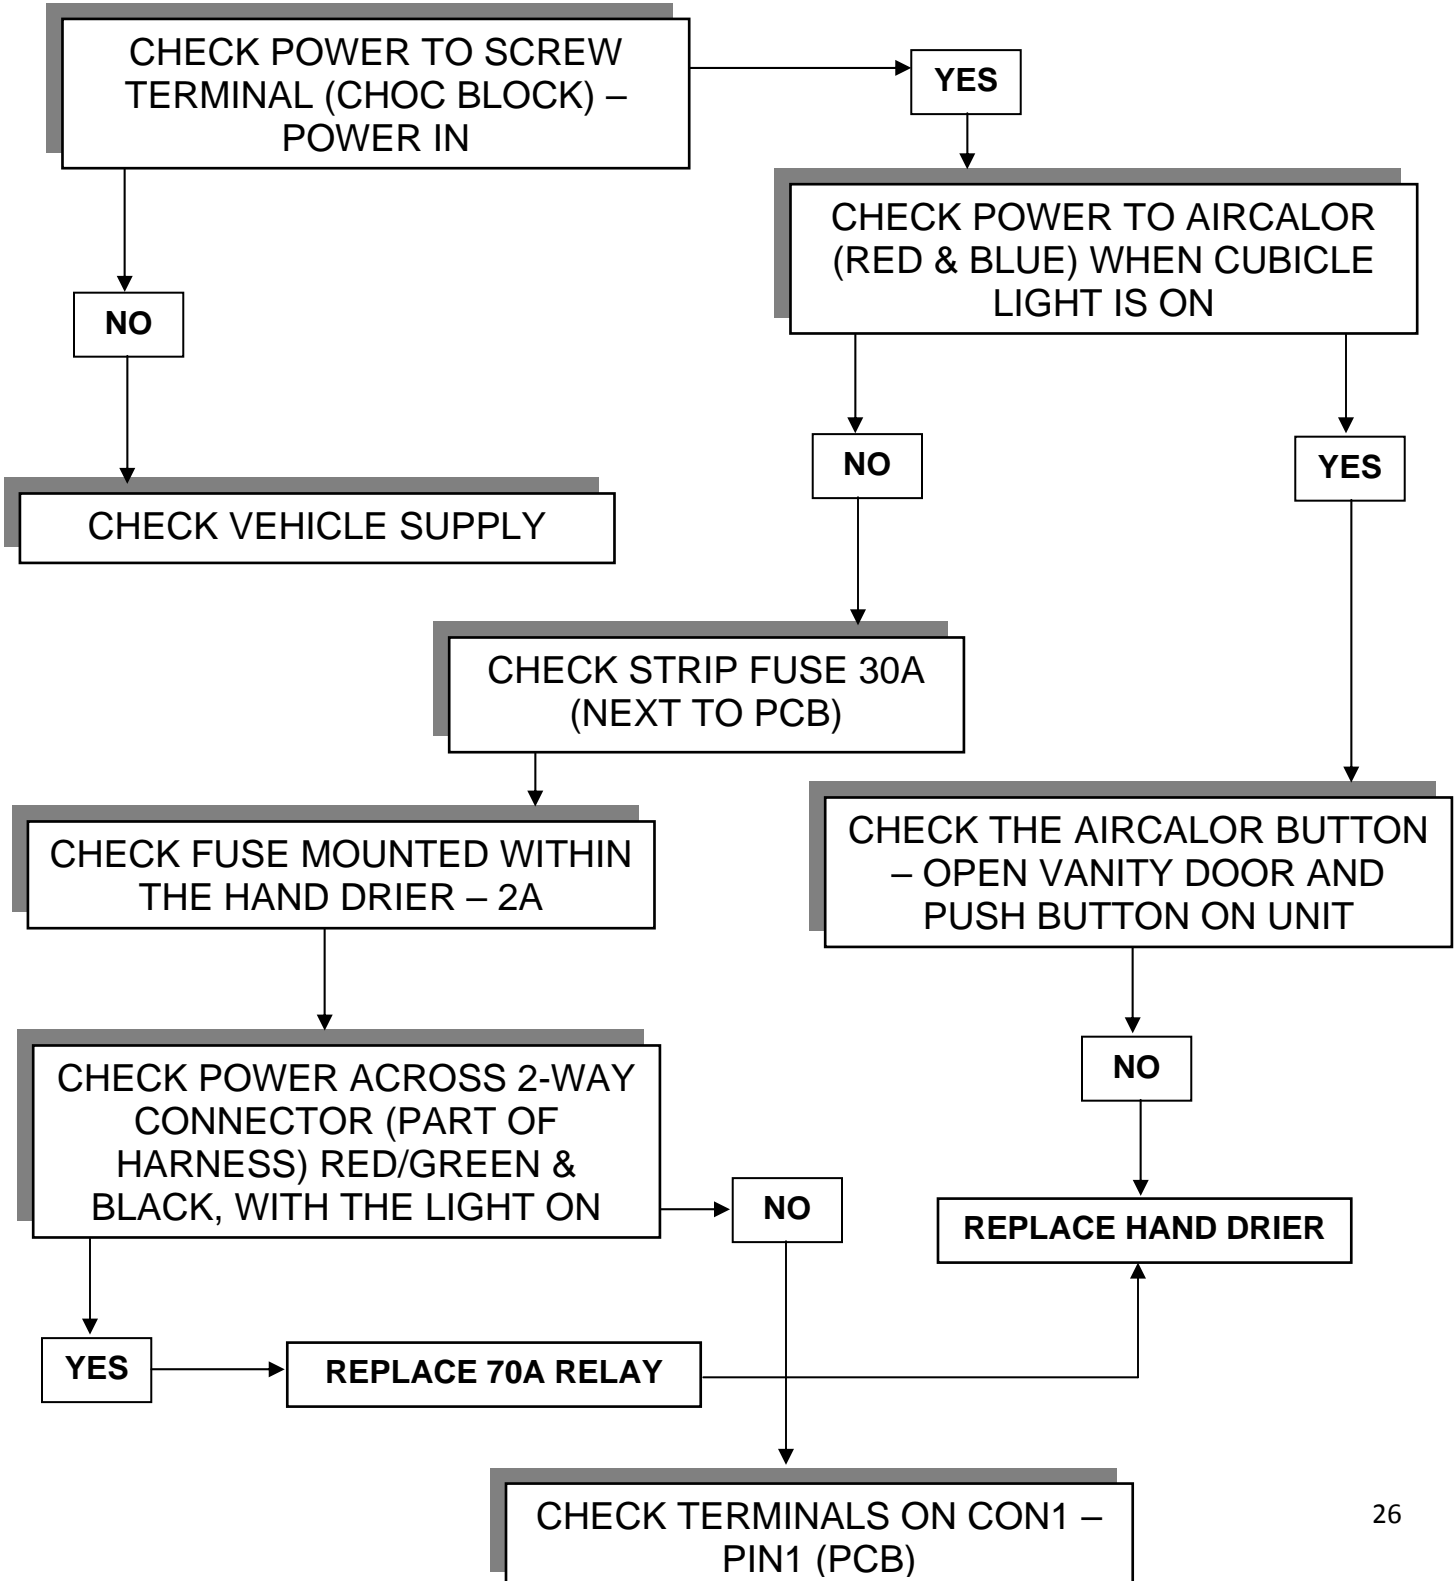 CHECK POWER TO SCREW
TERMINAL (CHOC BLOCK) –
POWER IN
YES
CHECK POWER TO AIRCALOR
(RED & BLUE) WHEN CUBICLE
LIGHT IS ON
NO
NO
YES
CHECK VEHICLE SUPPLY
CHECK STRIP FUSE 30A
(NEXT TO PCB)
CHECK FUSE MOUNTED WITHIN
THE HAND DRIER – 2A
CHECK THE AIRCALOR BUTTON
– OPEN VANITY DOOR AND
PUSH BUTTON ON UNIT
NO
CHECK POWER ACROSS 2-WAY
CONNECTOR (PART OF
HARNESS) RED/GREEN &
BLACK, WITH THE LIGHT ON
NO
REPLACE HAND DRIER
YES
REPLACE 70A RELAY
CHECK TERMINALS ON CON1 –
PIN1 (PCB)
26